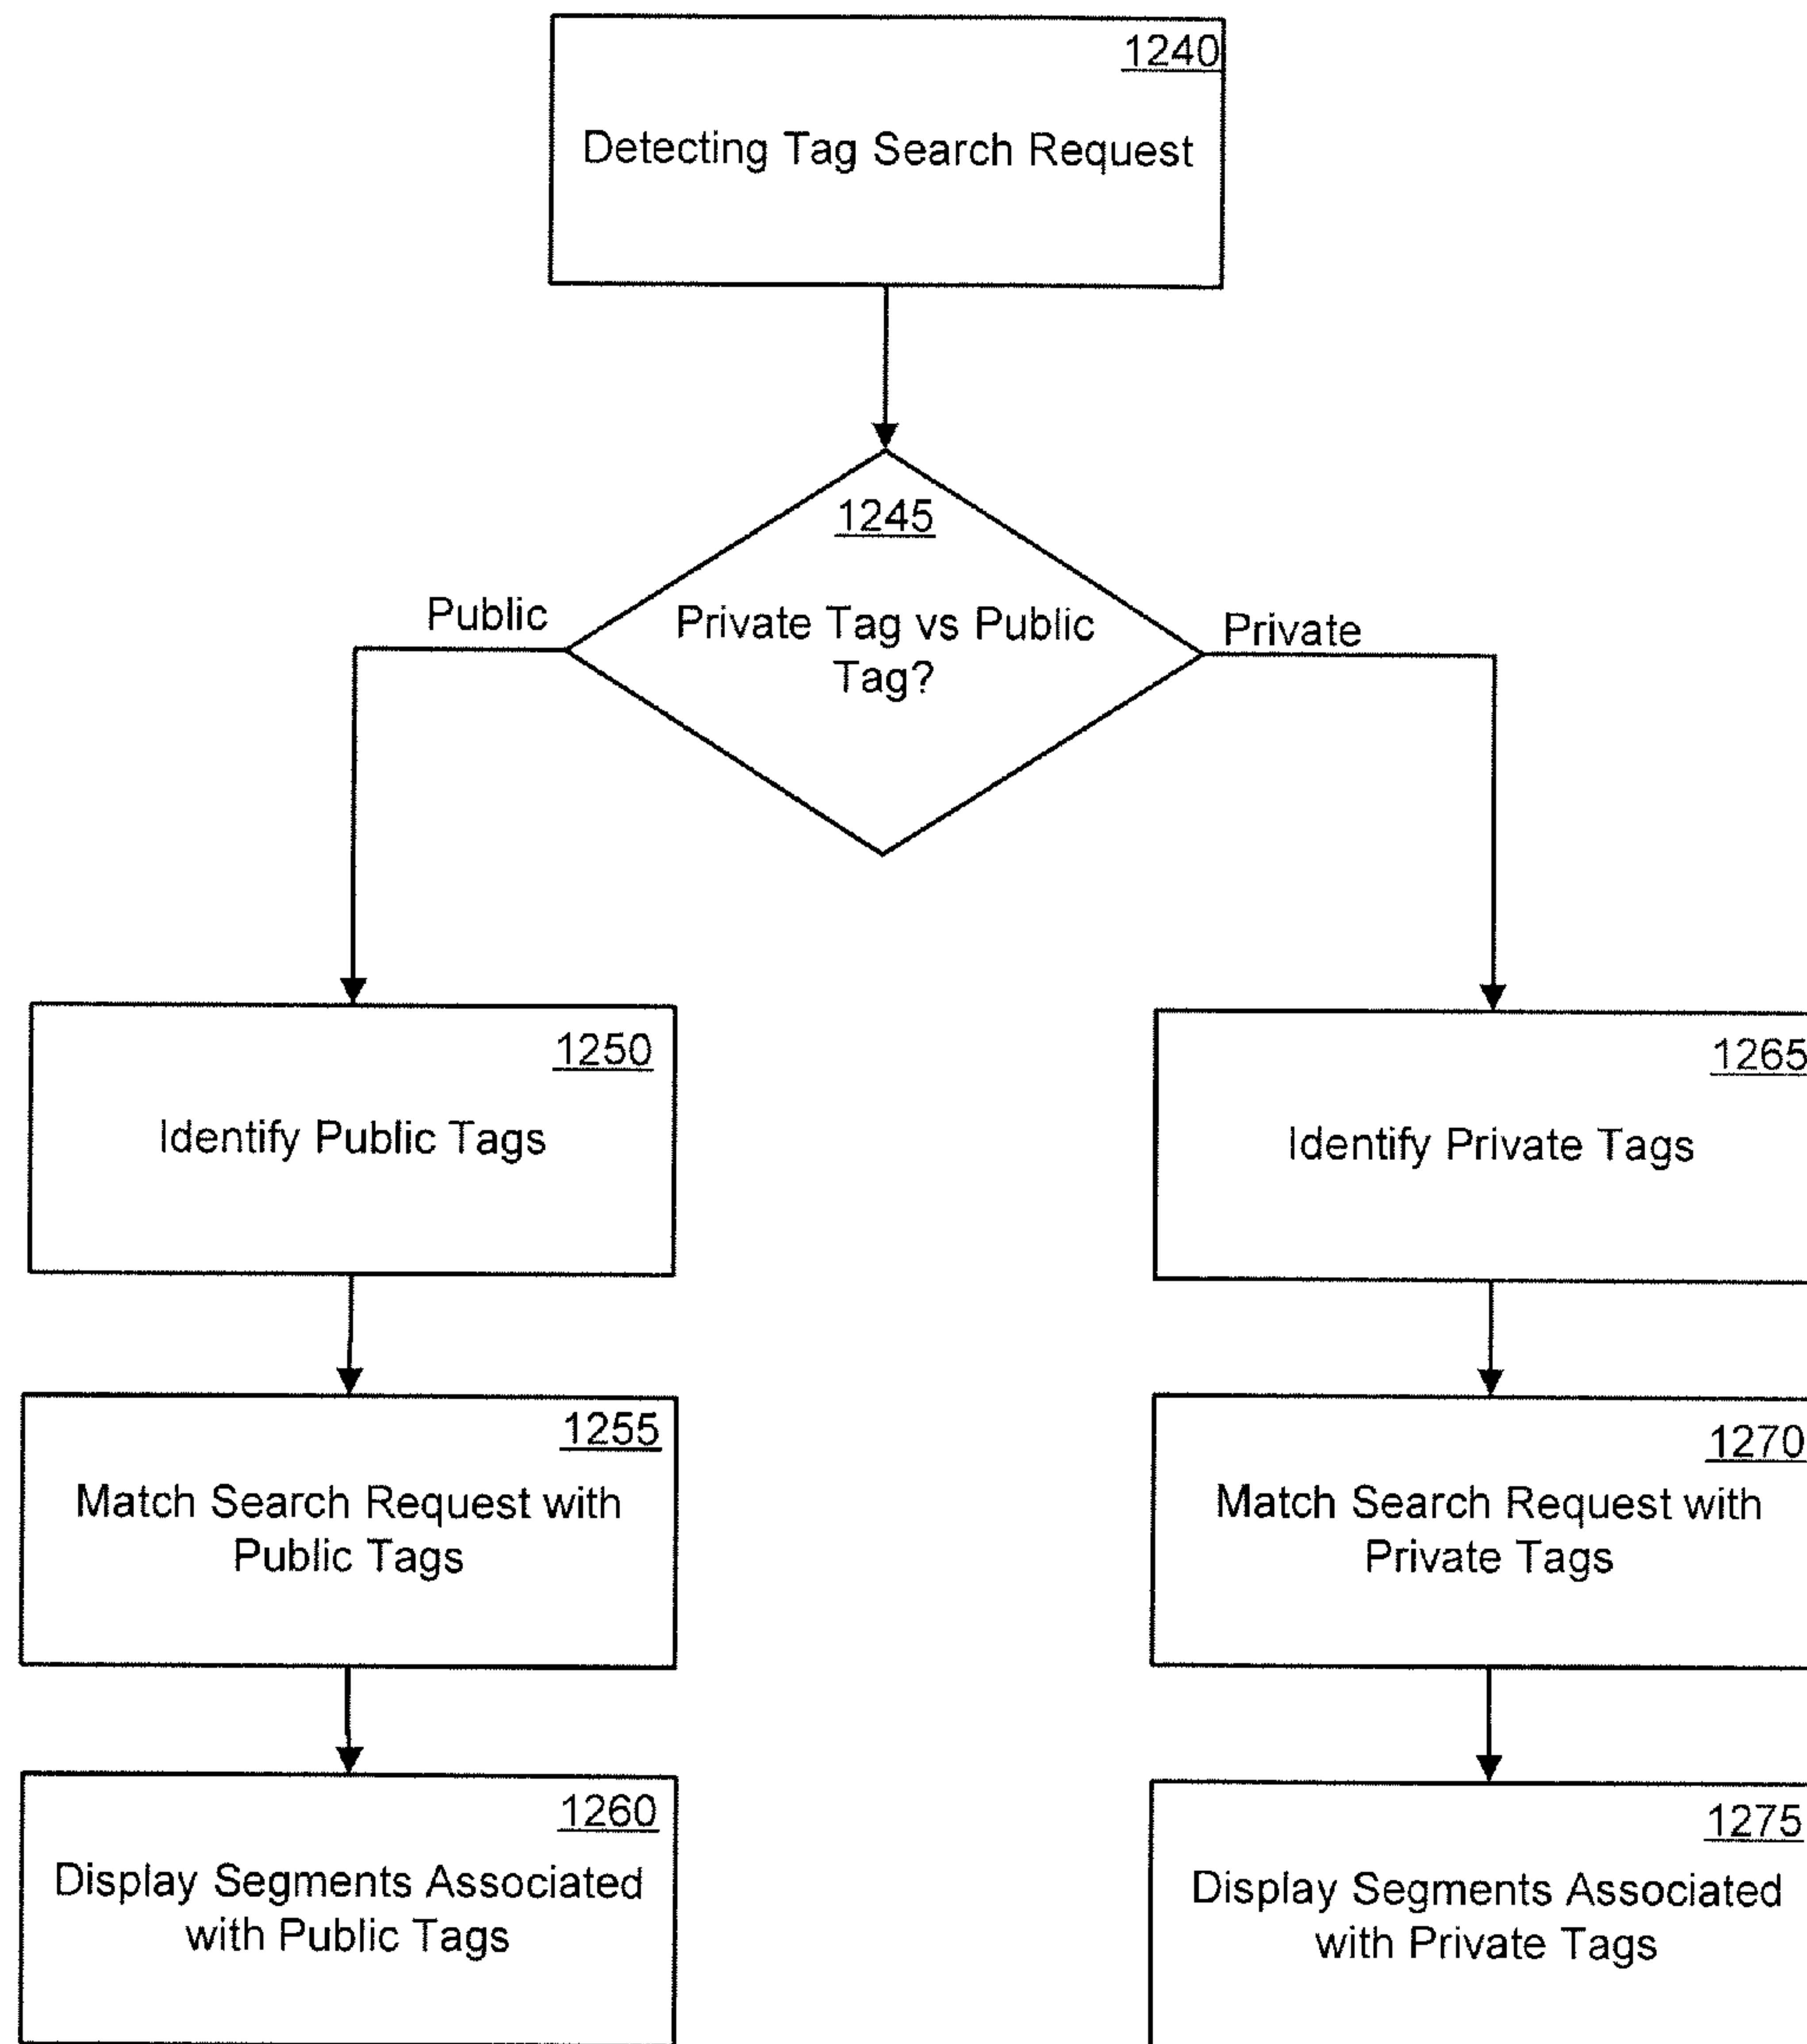 1240
Detecting Tag Search Request
1245
Private Tag vs Public
Tag?
Public
Private
1250
Identify Public Tags
1265
Identify Private Tags
1255
Match Search Request with
Public Tags
1270
Match Search Request with
Private Tags
1260
Display Segments Associated
with Public Tags
1275
Display Segments Associated
with Private Tags